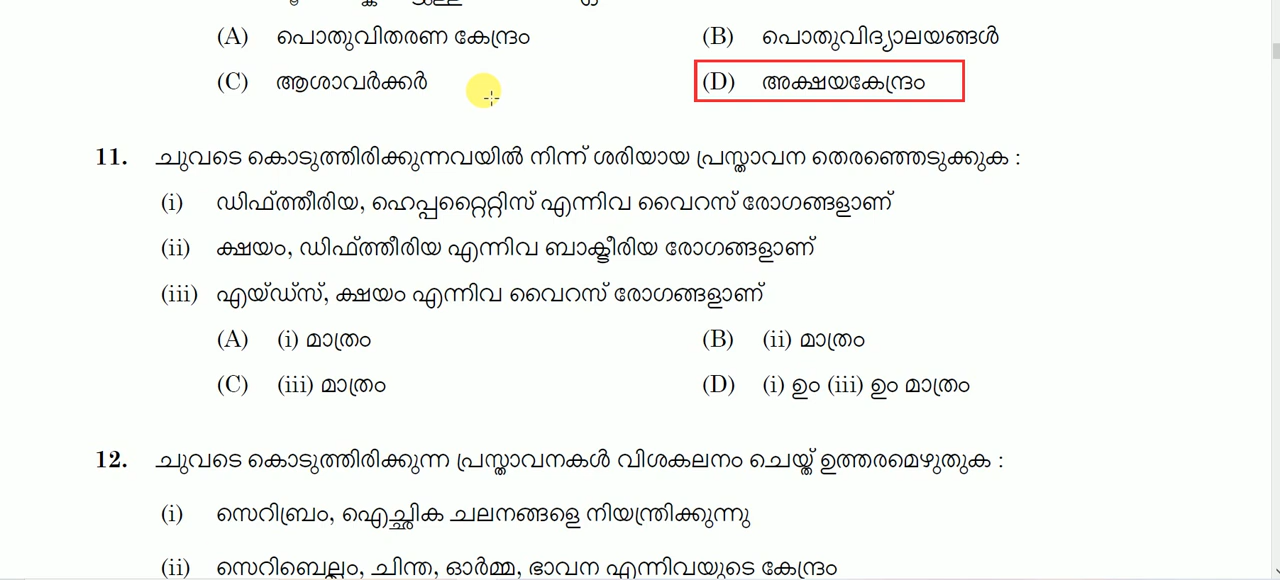 (A) പൊതുവിതരണ കേന്ദ്രം (B) പൊതുവിദ്യാലയങ്ങൾ
(C) ആശാവർക്കർ (D) അക്ഷയകേന്ദ്രം
11. ചുവടെ കൊടുത്തിരിക്കുന്നവയിൽ നിന്ന് ശരിയായ പ്രസ്താവന തെരഞ്ഞെടുക്കുക :
(i) ഡിഫ്ത്തീരിയ, ഹെപ്പറ്റൈറ്റിസ് എന്നിവ വൈറസ് രോഗങ്ങളാണ്
(ii) ക്ഷയം, ഡിഫ്ത്തീരിയ എന്നിവ ബാക്ടീരിയ രോഗങ്ങളാണ്
(iii) എയ്ഡ്സ്, ക്ഷയം എന്നിവ വൈറസ് രോഗങ്ങളാണ്
(A) (i) മാത്രം (B) (ii) മാത്രം
(C) (iii) മാത്രം (D) (i) ഉം (iii) ഉം മാത്രം
12. ചുവടെ കൊടുത്തിരിക്കുന്ന പ്രസ്താവനകൾ വിശകലനം ചെയ്ത് ഉത്തരമെഴുതുക :
(i) സെറിബ്രം, ഐച്ഛിക ചലനങ്ങളെ നിയന്ത്രിക്കുന്നു
(ii) സെറിബെല്ലം, ചിന്ത, ഓർമ്മ, ഭാവന എന്നിവയുടെ കേന്ദ്രം